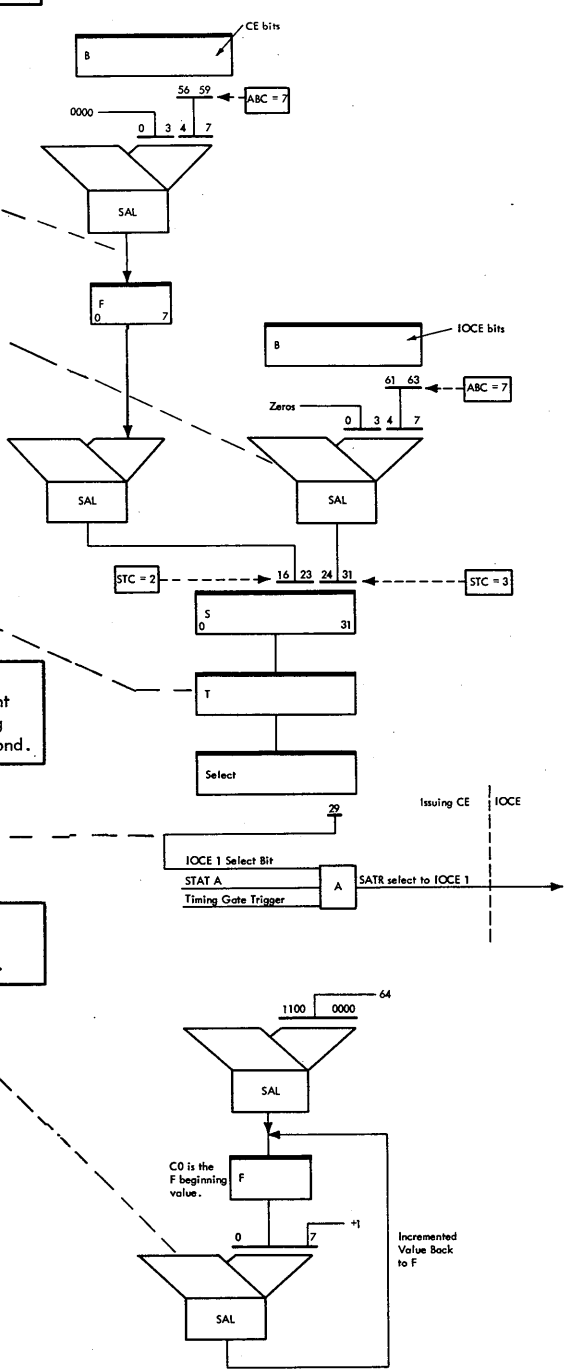 CE bits
B
56 59
ABC = 7
0000
0 3 4 7
SAL
F
0 7
IOCE bits
B
61 63
ABC = 7
Zeros
0 3 4 7
SAL
SAL
STC = 2
16 23 24 31
STC = 3
S
0 31
T
nt
g
ond.
Select
29
Issuing CE
IOCE
IOCE 1 Select Bit
STAT A
A
SATR select to IOCE 1
Timing Gate Trigger
.
64
1100 0000
SAL
C0 is the
F beginning
value.
F
0 7
+1
Incremented
Value Back
to F
SAL